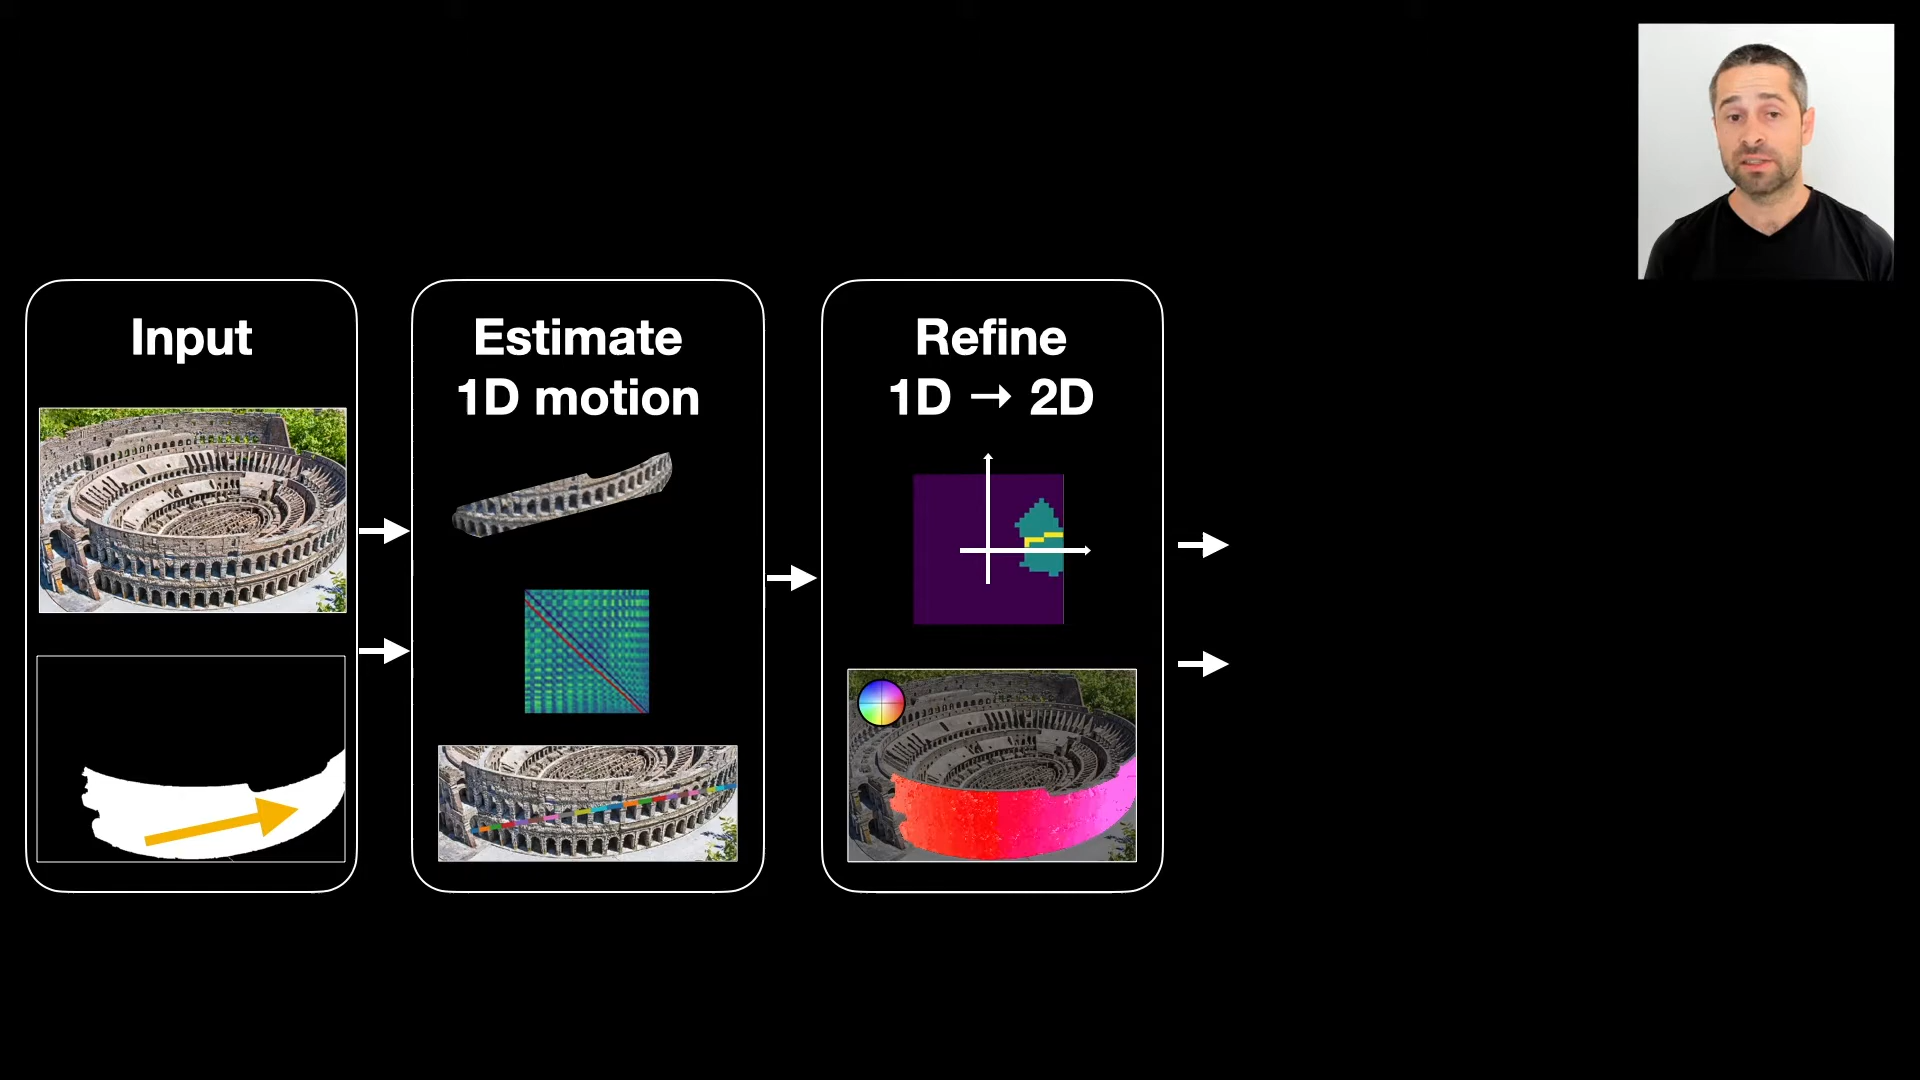 Input
Estimate
1D motion
Refine
1D → 2D